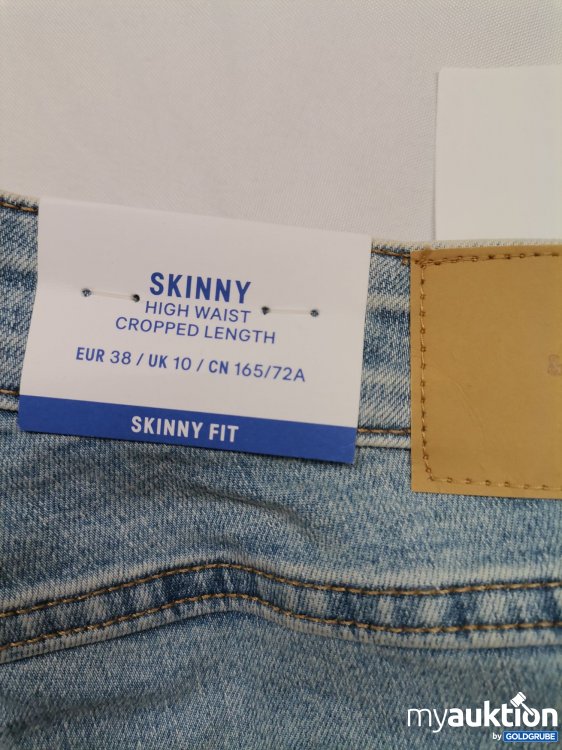 SKINNY
HIGH WAIST
CROPPED LENGTH
EUR 38 / UK 10 / CN 165/72A
SKINNY FIT
&
myauktion
by GOLDGRUBE